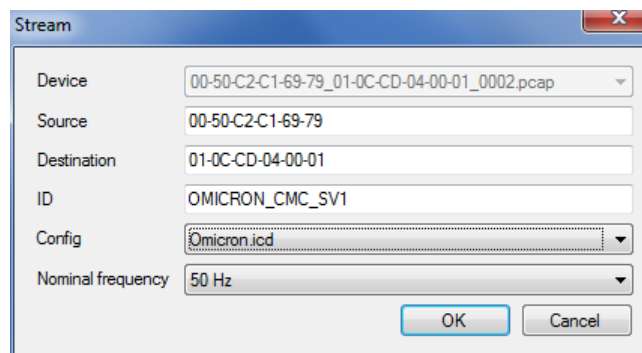 Stream
Device 00-50-C2-C1-69-79_01-0C-CD-04-00-01_0002.pcap
Source 00-50-C2-C1-69-79
Destination 01-0C-CD-04-00-01
ID OMICRON_CMC_SV1
Config Omicron.icd
Nominal frequency 50 Hz
OK Cancel